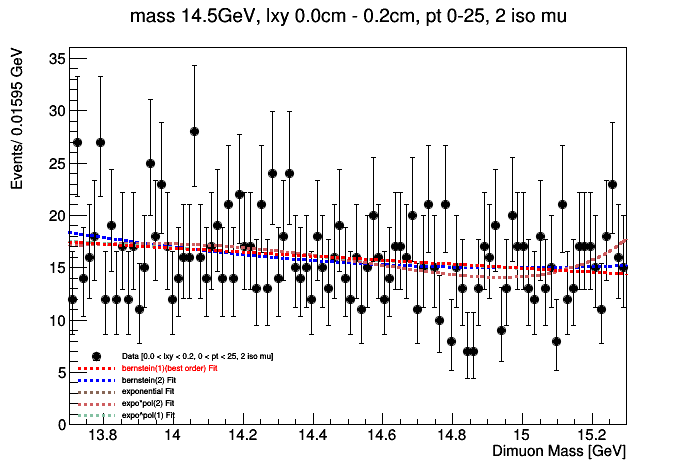 mass 14.5GeV, lxy 0.0cm - 0.2cm, pt 0-25, 2 iso mu
Events/ 0.01595 GeV
35
30
25
20
15
10
5
0
Data [0.0 < lxy < 0.2, 0 < pt < 25, 2 iso mu]
bernstein(1)(best order) Fit
bernstein(2) Fit
exponential Fit
expo*pol(2) Fit
expo*pol(1) Fit
13.8 14 14.2 14.4 14.6 14.8 15 15.2
Dimuon Mass [GeV]